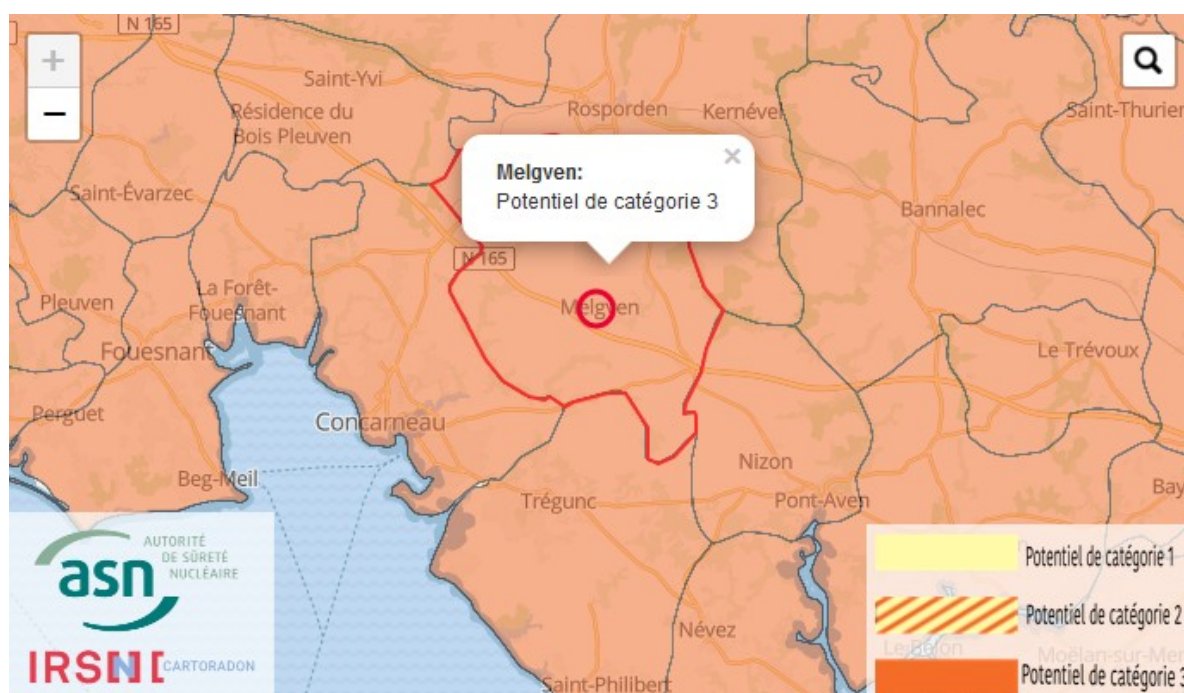 N 165
Saint-Yvi
Résidence du
Bois Pleuven
Rosporden
Kernével
Saint-Thurien
Melgven:
×
Potentiel de catégorie 3
Saint-Évarzec
Bannalec
N 165
La Forêt-
Fouesnant
Pleuven
Melgven
Fouesnant
Le Trévoux
Perguet
Concarneau
Beg-Meil
Nizon
Trégunc
Pont-Aven
Bay
Névez
Saint-Philibert
Moëlan-sur-Mer
asn
AUTORITÉ
DE SÛRETÉ
NUCLÉAIRE
IRSN [ CARTORADON
Potentiel de catégorie 1
Potentiel de catégorie 2
Potentiel de catégorie 3